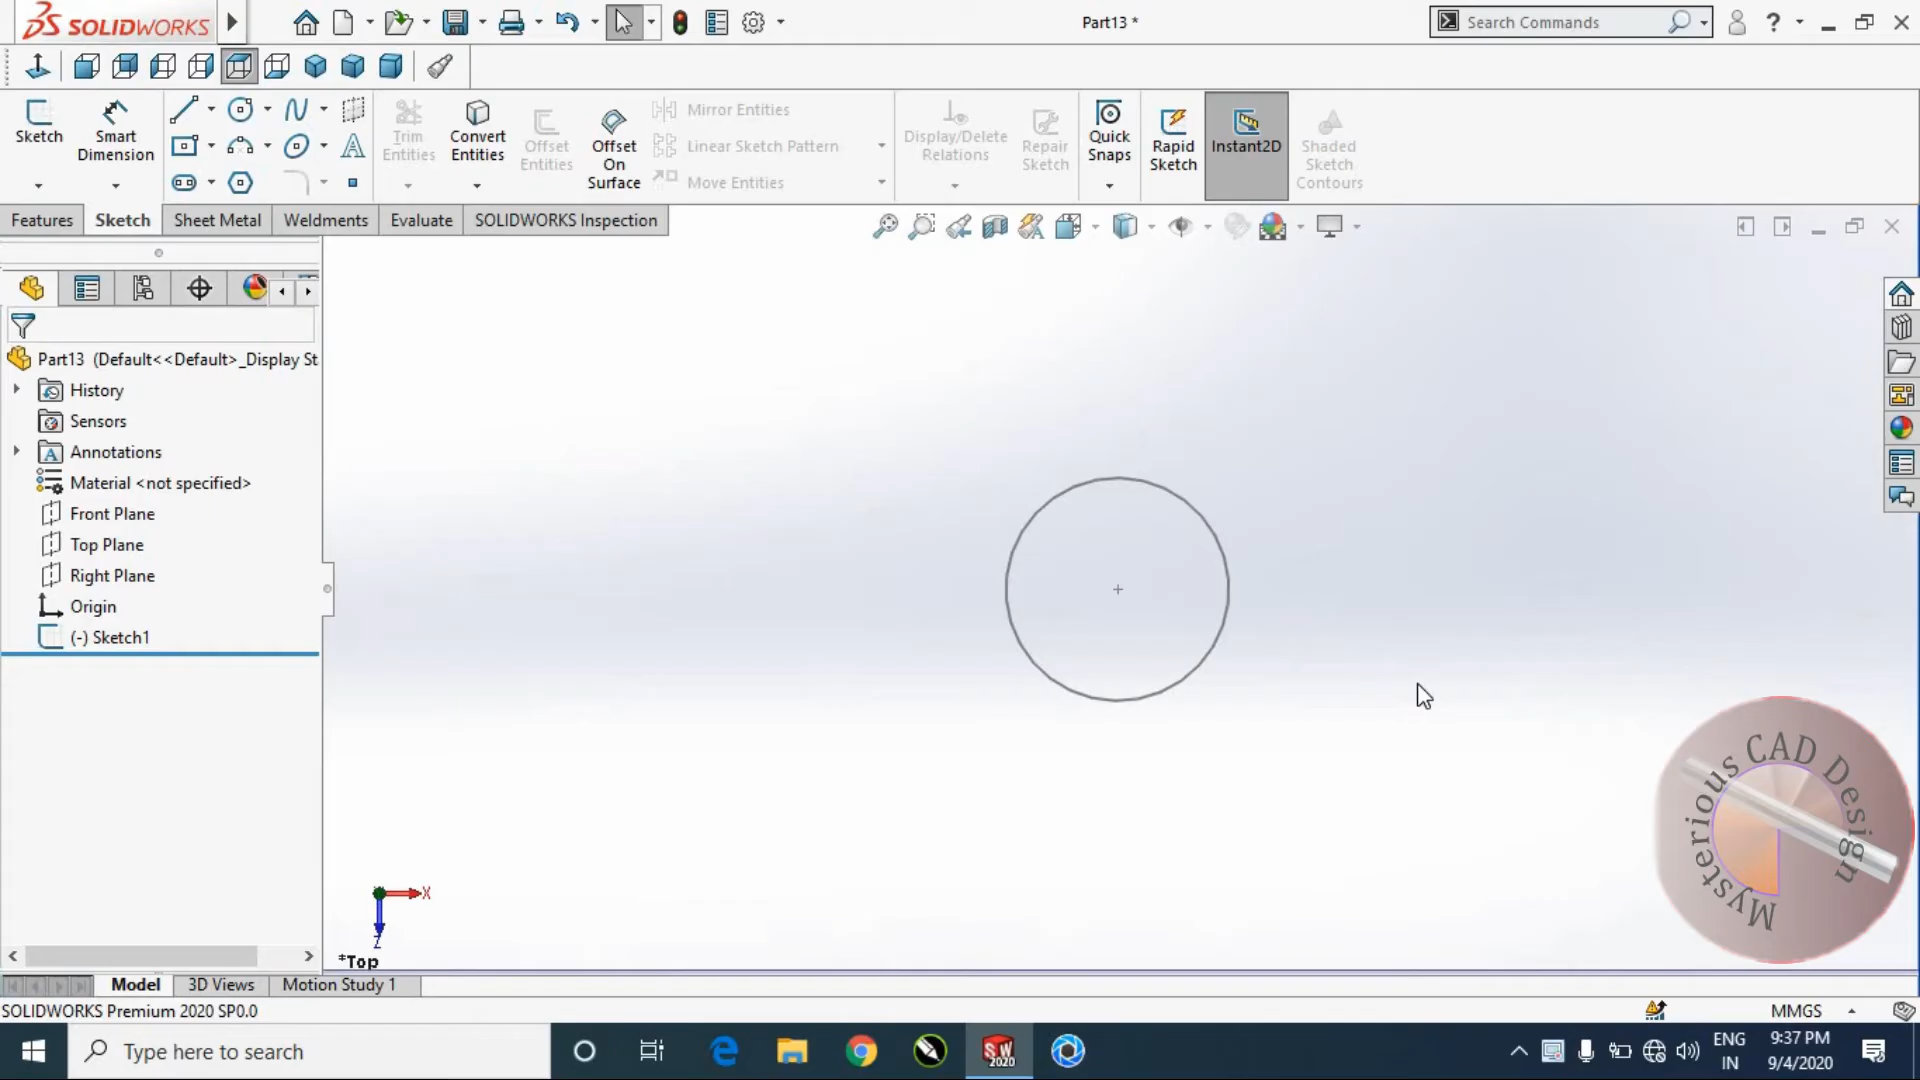 SOLIDWORKS
Part13 *
Search Commands
?
Sketch
Smart
Dimension
Trim
Entities
Convert
Entities
Offset
Entities
Offset
On
Surface
Mirror Entities
Linear Sketch Pattern
Move Entities
Display/Delete
Relations
Repair
Sketch
Quick
Snaps
Rapid
Sketch
Instant2D
Shaded
Sketch
Contours
Features
Sketch
Sheet Metal
Weldments
Evaluate
SOLIDWORKS Inspection
Part13 (Default<<Default>_Display St
History
Sensors
Annotations
Material <not specified>
Front Plane
Top Plane
Right Plane
Origin
(-) Sketch1
X
Z
*Top
Mysterious CAD Design
Model
3D Views
Motion Study 1
SOLIDWORKS Premium 2020 SP0.0
MMGS
Type here to search
SW
2020
ENG
IN
9:37 PM
9/4/2020